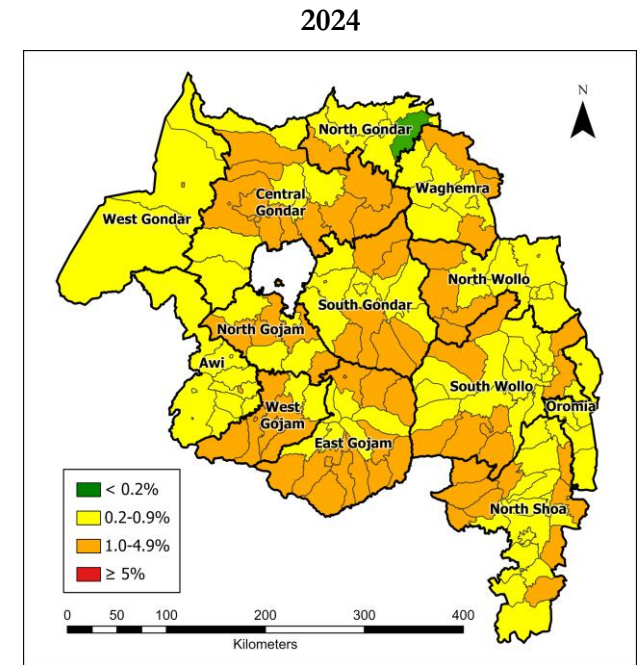 2024
N
North Gondar
Waghemra
Central
Gondar
West Gondar
North Wollo
South Gondar
North Gojam
Awi
South Wollo
Oromia
West
Gojam
East Gojam
North Shoa
< 0.2%
0.2-0.9%
1.0-4.9%
≥ 5%
0 50 100 200 300 400
Kilometers